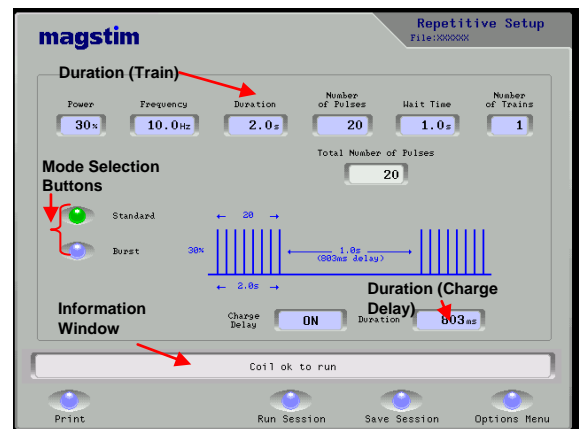 magstim
Repetitive Setup
File:XXXXXX
Duration (Train)
Power
Frequency
Duration
Number of Pulses
Wait Time
Number of Trains
30%
10.0Hz
2.0s
20
1.0s
1
Total Number of Pulses
20
Mode Selection
Buttons
Standard
Burst
30%
20
1.0s
(803ms delay)
2.0s
Duration (Charge
Delay)
Information
Window
Charge
Delay
ON
Duration
803ms
Coil ok to run
Print
Run Session
Save Session
Options Menu